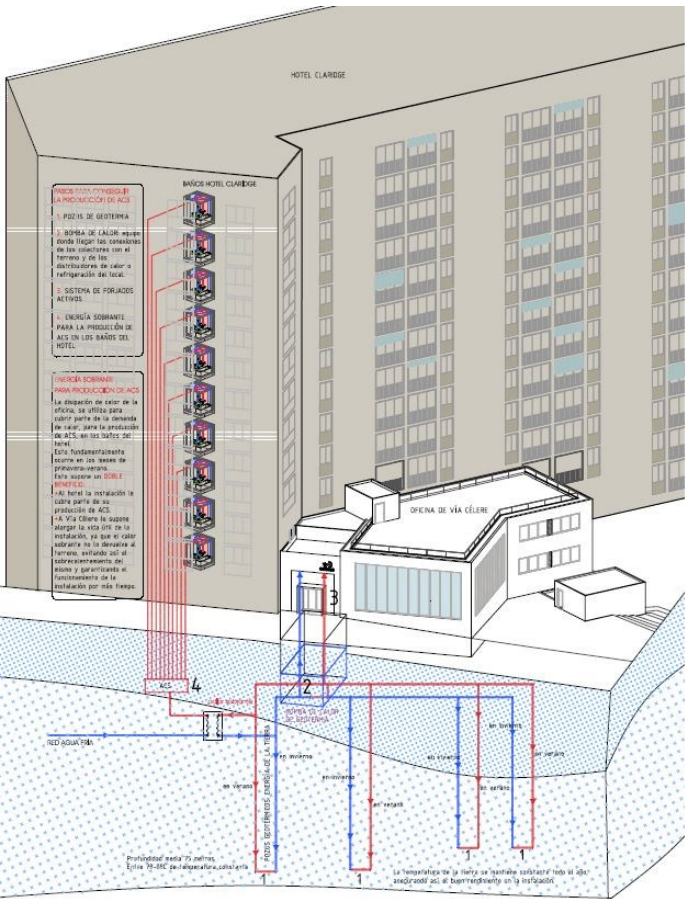 HOTEL CLARIDGE
BAÑOS HOTEL CLARIDGE
PASOS PARA CONSEGUIR
LA PRODUCCIÓN DE ACS
1. POZOS DE GEOTERMIA
2. BOMBA DE CALOR: equipo
donde llegan las conexiones
de los colectores con el
terreno y de los
distribuidores de calor o
refrigeración del local.
3. SISTEMA DE FORJADOS
ACTIVOS
4. ENERGÍA SOBRANTE
PARA LA PRODUCCIÓN DE
ACS EN LOS BAÑOS DEL
HOTEL
ENERGÍA SOBRANTE
PARA PRODUCCIÓN DE ACS
La disipación de calor de la
oficina, se utiliza para
cubrir parte de la demanda
de calor, para la producción
de ACS, en los baños del
hotel.
Esto fundamentalmente
ocurre en los meses de
primavera-verano.
Esto supone un DOBLE
BENEFICIO:
+Al hotel la instalación le
cubre parte de su
producción de ACS.
+A Vía Célere le supone
alargar la vida útil de la
instalación, ya que el calor
sobrante no lo devuelve al
terreno, evitando así el
sobrecalentamiento del
mismo y garantizando el
funcionamiento de la
instalación por más tiempo.
OFICINA DE VÍA CÉLERE
3
ACS
4
2
BOMBA DE CALOR
DE GEOTERMIA
RED AGUA FRÍA
POZOS GEOTÉRMICOS ENERGÍA DE LA TIERRA
en verano
en invierno
en invierno
en verano
en invierno
en verano
en invierno
en verano
1
1
1
1
Profundidad media 75 metros
de temperatura constante
La temperatura de la tierra se mantiene constante todo el año,
asegurando así el buen rendimiento en la instalación.